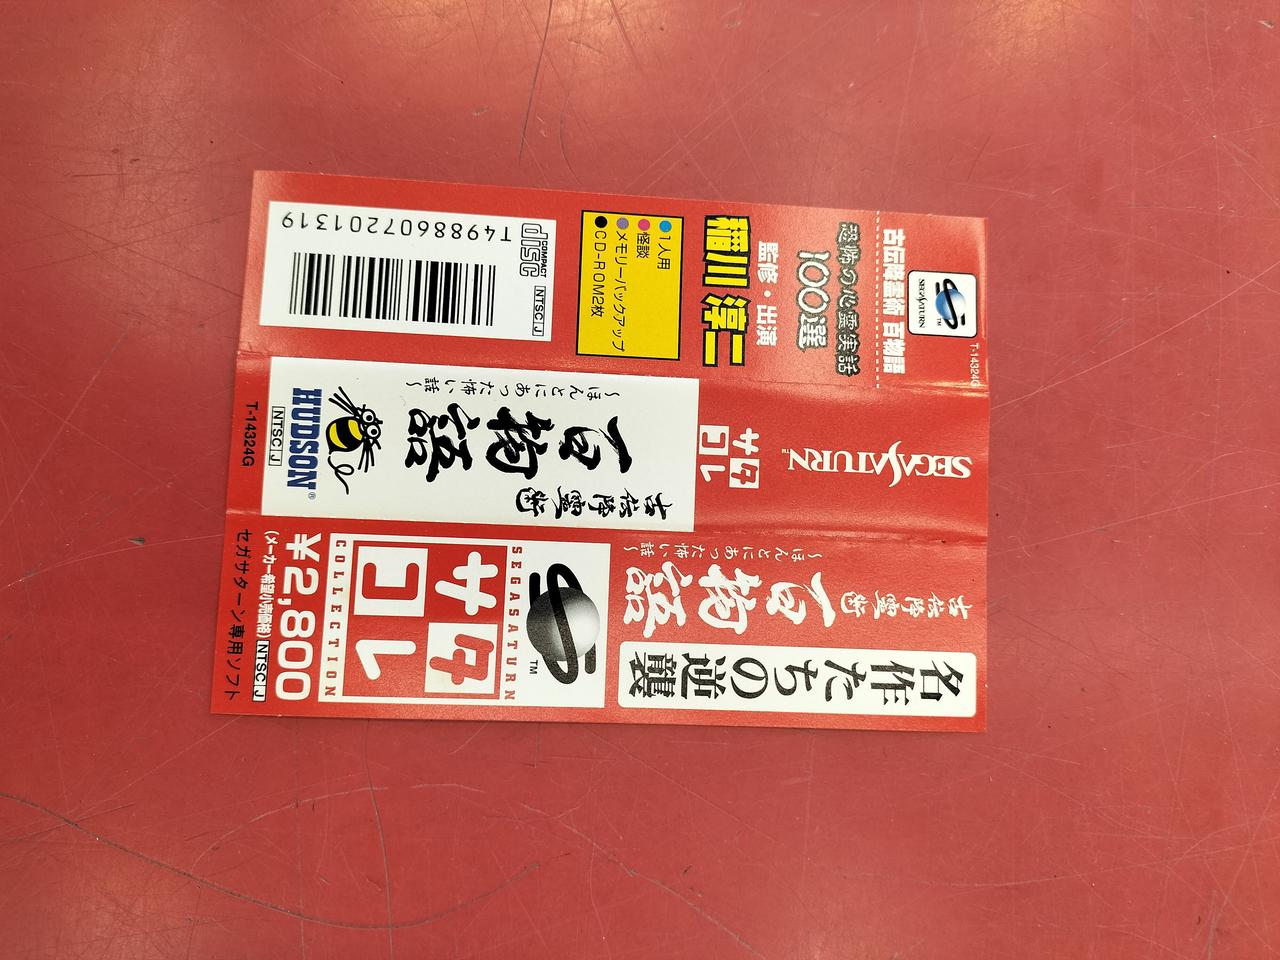 SEGASATURN™
T-14324G
古伝降霊術 百物語
恐怖の心霊実話
100選
監修・出演
稲川 淳二
●1人用
●怪談
●メモリーバックアップ
●CD-ROM2枚
COMPACT
disc
NTSC J
T4988607201319
SEGASATURN™
サタ
コレ
古伝降霊術
百物語
〜ほんとにあった怖い話〜
HUDSON®
NTSC J
T-14324G
名作たちの逆襲
古伝降霊術
百物語
〜ほんとにあった怖い話〜
™
SEGASATURN
サタ
コレ
COLLECTION
¥2,800
(メーカー希望小売価格)
NTSC J
セガサターン専用ソフト